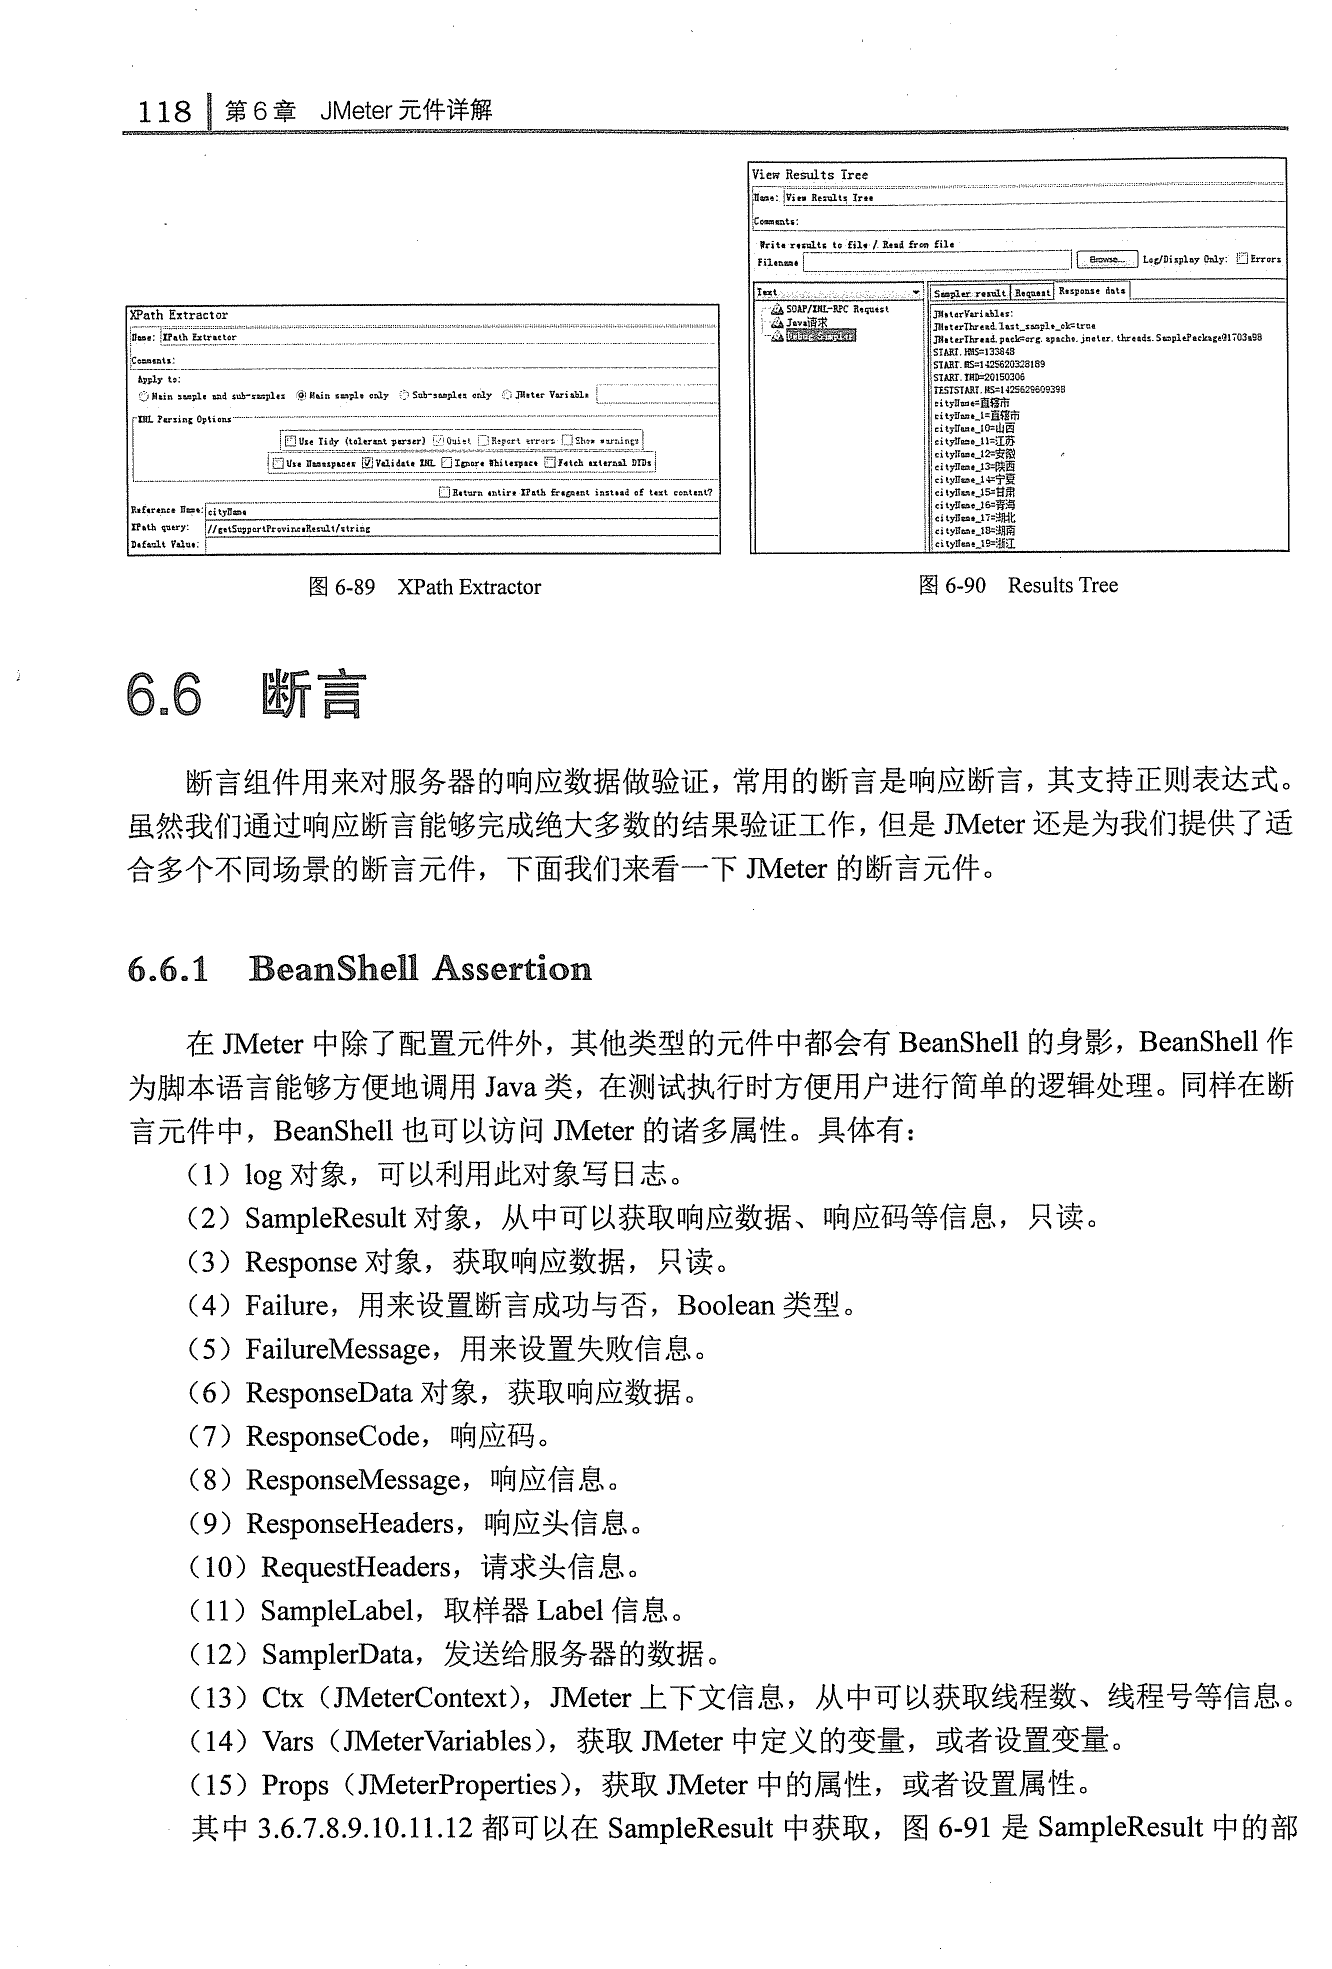 118 第6章 JMeter 元件详解
XPath Extractor
Name: XPath Extractor
Comments:
Apply to:
Main sample and sub-samples Main sample only Sub-samples only JMeter Variable
XML Parsing Options
Use Tidy (tolerant parser) Quiet Report errors Show warnings
Use Namespaces Validate XML Ignore Whitespace Fetch external DTDs
Return entire XPath fragment instead of text content?
Reference Name: cityName
XPath query: //getSupportProvinceResult/string
Default Value:
图 6-89 XPath Extractor
View Results Tree
Name: View Results Tree
Comments:
Write results to file / Read from file
Filename Browse... Log/Display Only: Errors
Text
SOAP/XML-RPC Request
Java请求
Debug Sampler
Sampler result Request Response data
JMeterVariables:
JMeterThread.last_sample_ok=true
JMeterThread.pack=org.apache.jmeter.threads.SamplePackage@1703a98
START.HMS=133848
START.MS=1425620328189
START.YMD=20150306
TESTSTART.MS=1425629609398
cityName=直辖市
cityName_1=直辖市
cityName_10=山西
cityName_11=江苏
cityName_12=安徽
cityName_13=陕西
cityName_14=宁夏
cityName_15=甘肃
cityName_16=青海
cityName_17=湖北
cityName_18=湖南
cityName_19=浙江
图 6-90 Results Tree
6.6 断言
断言组件用来对服务器的响应数据做验证，常用的断言是响应断言，其支持正则表达式。
虽然我们通过响应断言能够完成绝大多数的结果验证工作，但是 JMeter 还是为我们提供了适
合多个不同场景的断言元件，下面我们来看一下 JMeter 的断言元件。
6.6.1 BeanShell Assertion
在 JMeter 中除了配置元件外，其他类型的元件中都会有 BeanShell 的身影，BeanShell 作
为脚本语言能够方便地调用 Java 类，在测试执行时方便用户进行简单的逻辑处理。同样在断
言元件中，BeanShell 也可以访问 JMeter 的诸多属性。具体有：
（1）log 对象，可以利用此对象写日志。
（2）SampleResult 对象，从中可以获取响应数据、响应码等信息，只读。
（3）Response 对象，获取响应数据，只读。
（4）Failure，用来设置断言成功与否，Boolean 类型。
（5）FailureMessage，用来设置失败信息。
（6）ResponseData 对象，获取响应数据。
（7）ResponseCode，响应码。
（8）ResponseMessage，响应信息。
（9）ResponseHeaders，响应头信息。
（10）RequestHeaders，请求头信息。
（11）SampleLabel，取样器 Label 信息。
（12）SamplerData，发送给服务器的数据。
（13）Ctx（JMeterContext），JMeter 上下文信息，从中可以获取线程数、线程号等信息。
（14）Vars（JMeterVariables），获取 JMeter 中定义的变量，或者设置变量。
（15）Props（JMeterProperties），获取 JMeter 中的属性，或者设置属性。
其中 3.6.7.8.9.10.11.12 都可以在 SampleResult 中获取，图 6-91 是 SampleResult 中的部